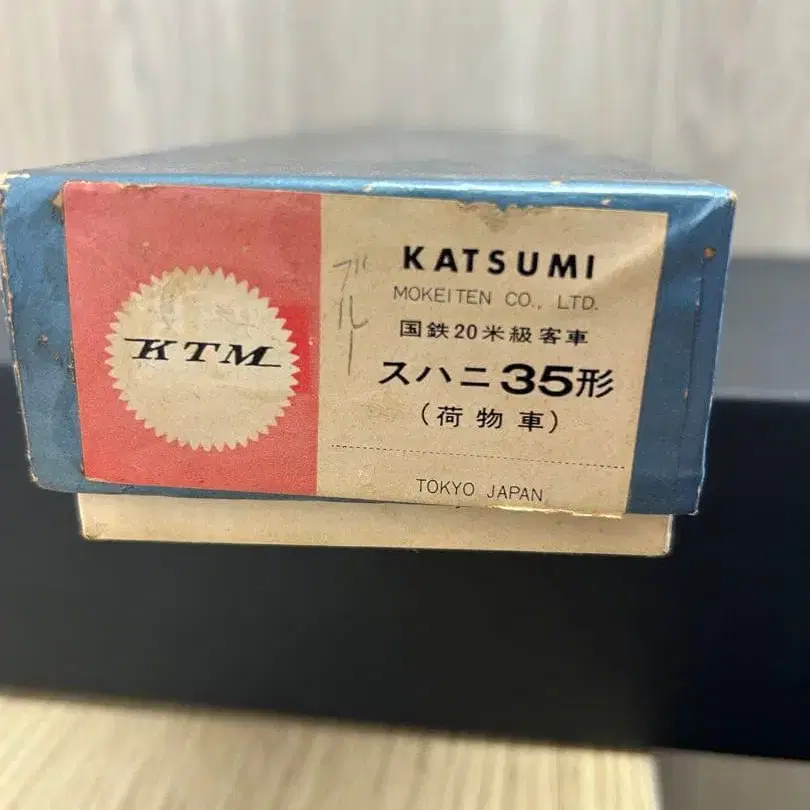 KTM
ブルー
KATSUMI
MOKEITEN CO., LTD.
国鉄20米級客車
スハニ35形
(荷物車)
TOKYO JAPAN